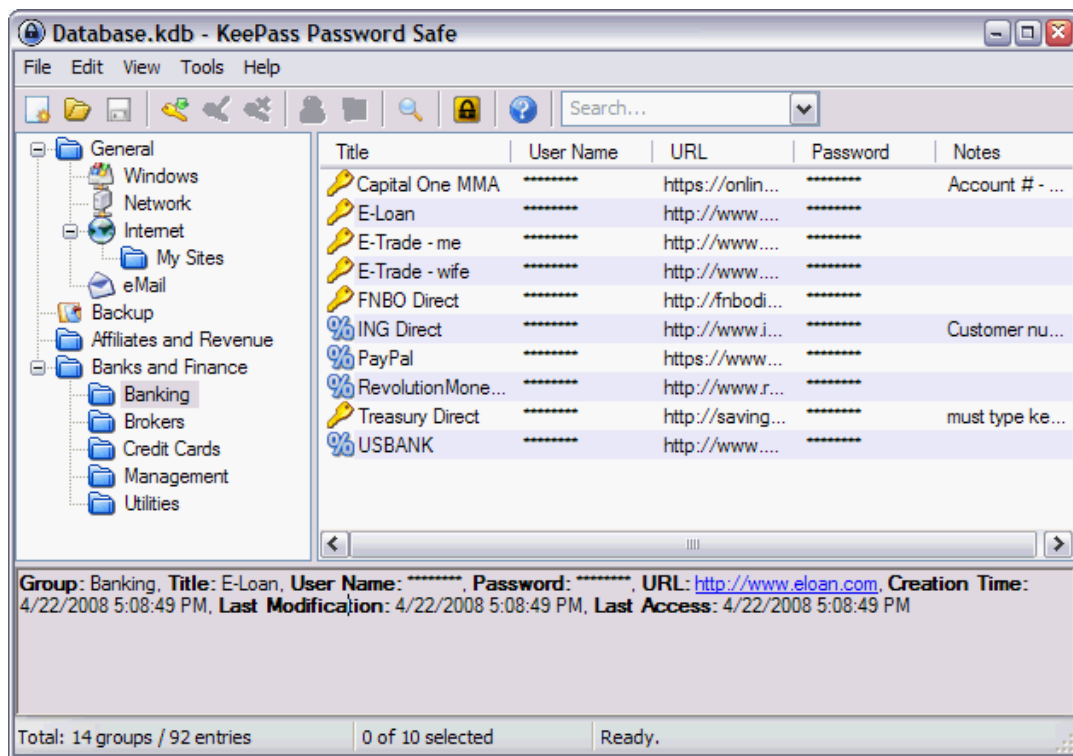 Database.kdb - KeePass Password Safe
File Edit View Tools Help
Search...
General
Windows
Network
Internet
My Sites
eMail
Backup
Affiliates and Revenue
Banks and Finance
Banking
Brokers
Credit Cards
Management
Utilities
Title User Name URL Password Notes
Capital One MMA ******** https://onlin... ******** Account # - ...
E-Loan ******** http://www.... ********
E-Trade - me ******** http://www.... ********
E-Trade - wife ******** http://www.... ********
FNBO Direct ******** http://fnbodi... ********
ING Direct ******** http://www.i... ******** Customer nu...
PayPal ******** https://www... ********
RevolutionMone... ******** http://www.r... ********
Treasury Direct ******** http://saving... ******** must type ke...
USBANK ******** http://www.... ********
Group: Banking, Title: E-Loan, User Name: ********, Password: ********, URL: http://www.eloan.com, Creation Time:
4/22/2008 5:08:49 PM, Last Modification: 4/22/2008 5:08:49 PM, Last Access: 4/22/2008 5:08:49 PM
Total: 14 groups / 92 entries 0 of 10 selected Ready.